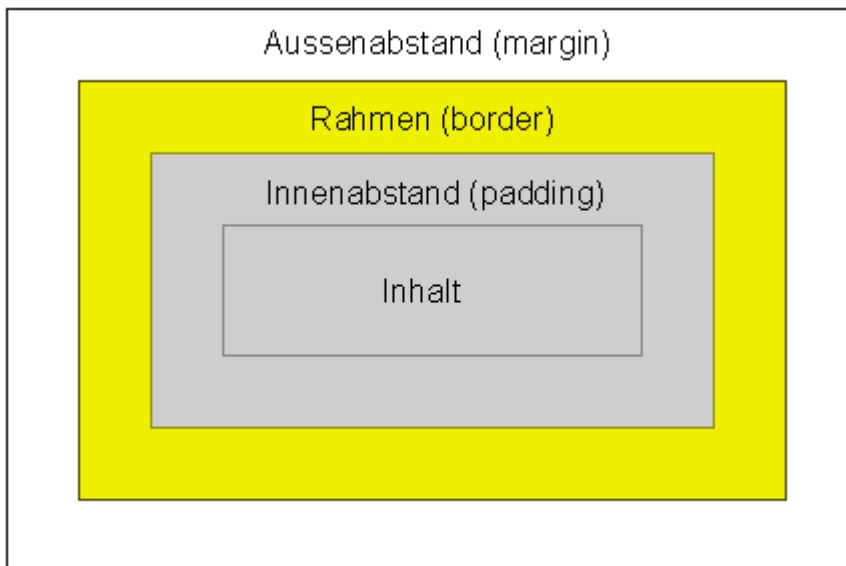 Aussenabstand (margin)
Rahmen (border)
Innenabstand (padding)
Inhalt